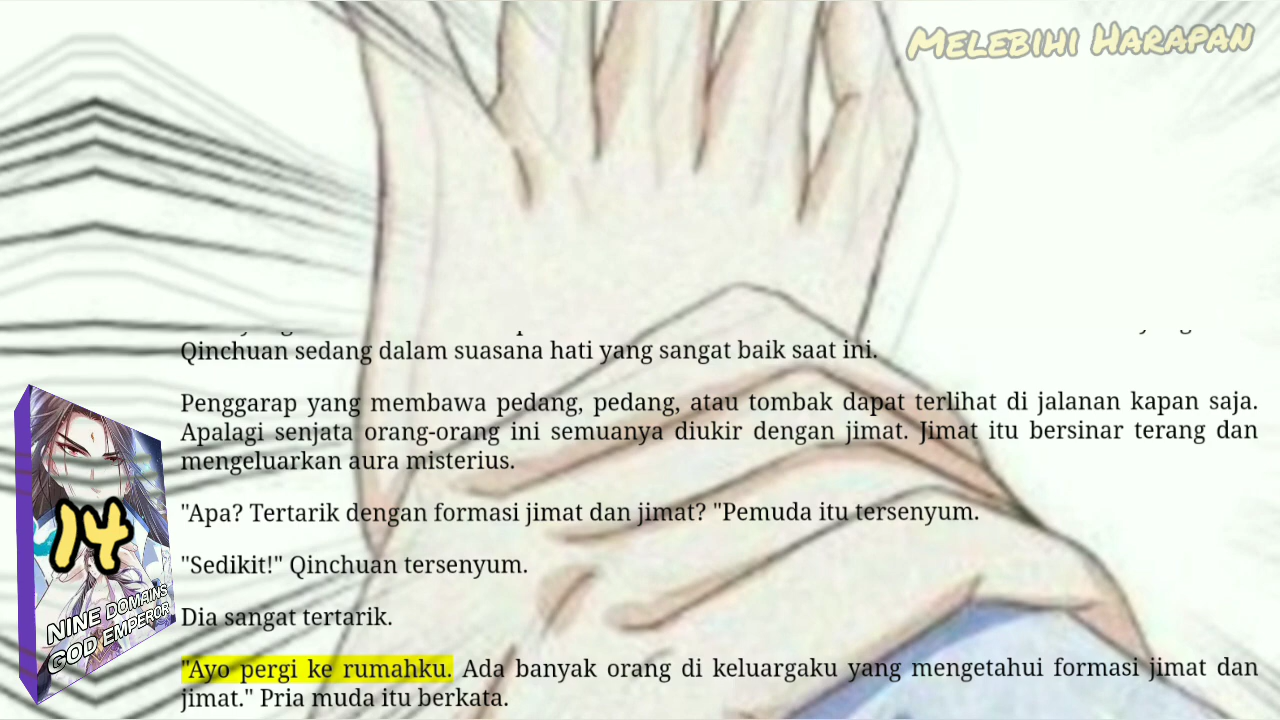 Melebihi Harapan
Qinchuan sedang dalam suasana hati yang sangat baik saat ini.
Penggarap yang membawa pedang, pedang, atau tombak dapat terlihat di jalanan kapan saja.
Apalagi senjata orang-orang ini semuanya diukir dengan jimat. Jimat itu bersinar terang dan
mengeluarkan aura misterius.
"Apa? Tertarik dengan formasi jimat dan jimat? "Pemuda itu tersenyum.
"Sedikit!" Qinchuan tersenyum.
Dia sangat tertarik.
"Ayo pergi ke rumahku. Ada banyak orang di keluargaku yang mengetahui formasi jimat dan
jimat." Pria muda itu berkata.
14
NINE DOMAINS
GOD EMPEROR